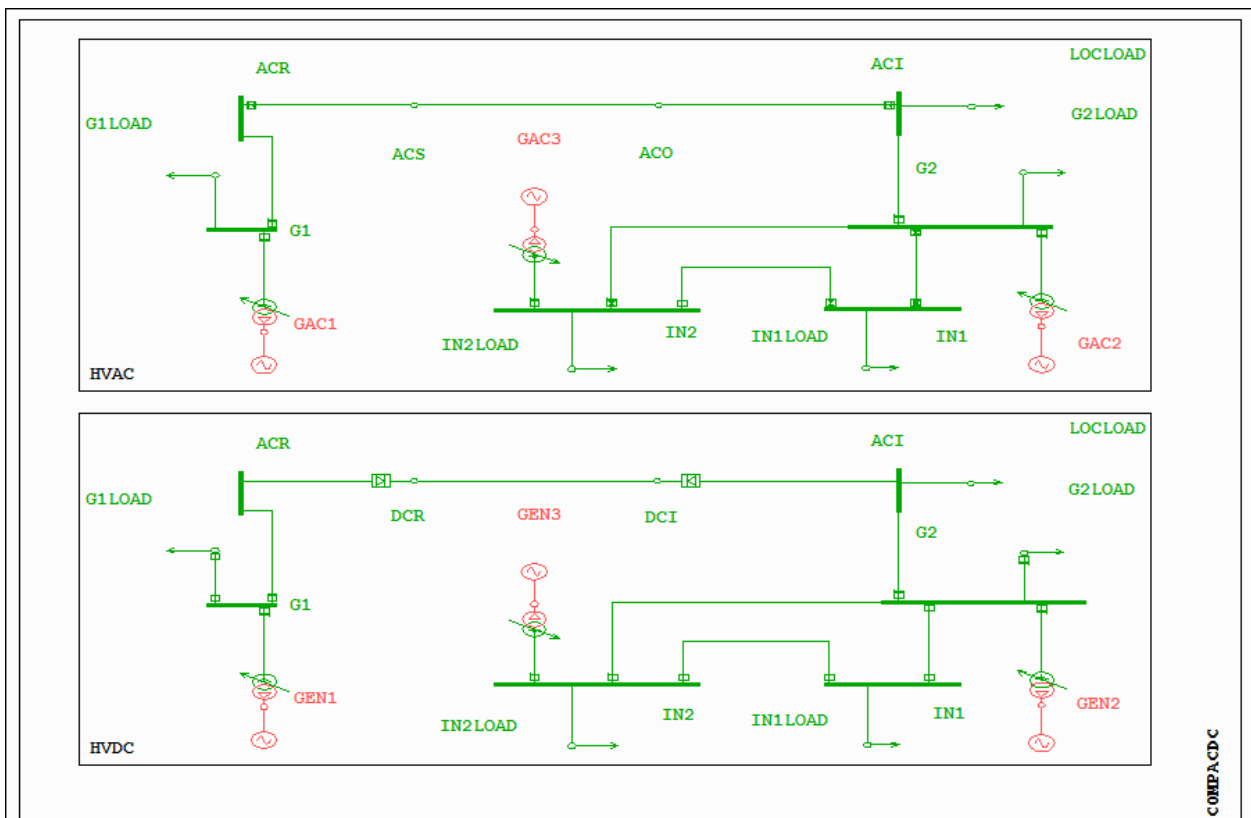 ACR
ACI
LOCLOAD
G1LOAD
G2LOAD
GAC3
ACS
ACO
G2
G1
GAC1
IN2LOAD
IN2
IN1LOAD
IN1
GAC2
HVAC
ACR
ACI
LOCLOAD
G1LOAD
G2LOAD
DCR
GEN3
DCI
G2
G1
GEN1
IN2LOAD
IN2
IN1LOAD
IN1
GEN2
HVDC
COMPACDC